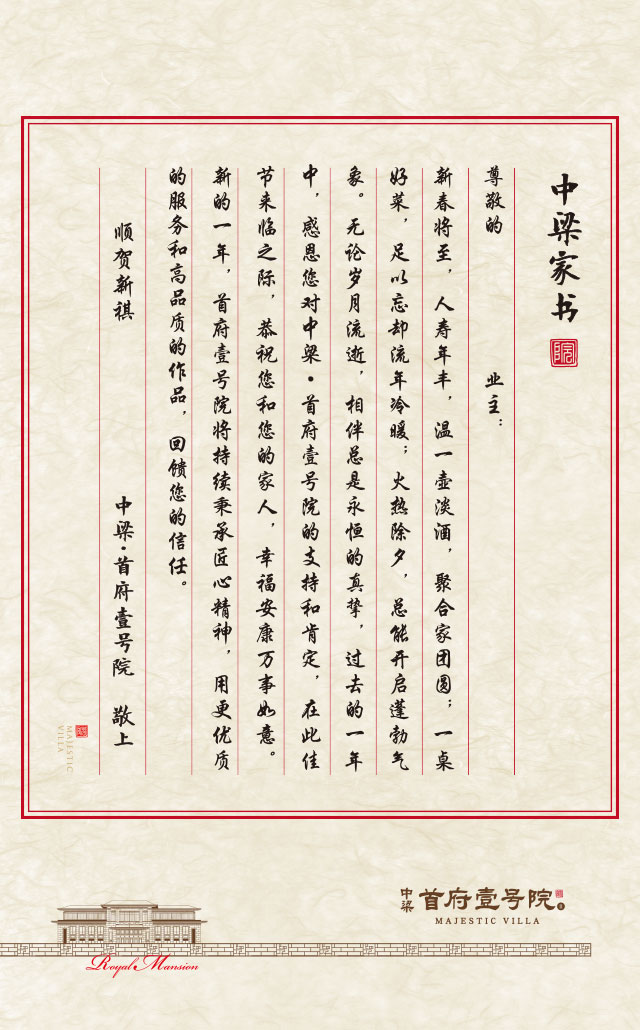 中梁家书
院
尊敬的 业主：
新春将至，人寿年丰，温一壶淡酒，聚合家团圆；一桌
好菜，足以忘却流年冷暖；火热除夕，总能开启蓬勃气
象。无论岁月流逝，相伴总是永恒的真挚，过去的一年
中，感恩您对中梁·首府壹号院的支持和肯定，在此佳
节来临之际，恭祝您和您的家人，幸福安康万事如意。
新的一年，首府壹号院将持续秉承匠心精神，用更优质
的服务和高品质的作品，回馈您的信任。
顺贺新祺
中梁·首府壹号院 敬上
MAJESTIC
VILLA
中梁 首府壹号院
MAJESTIC VILLA
Royal Mansion